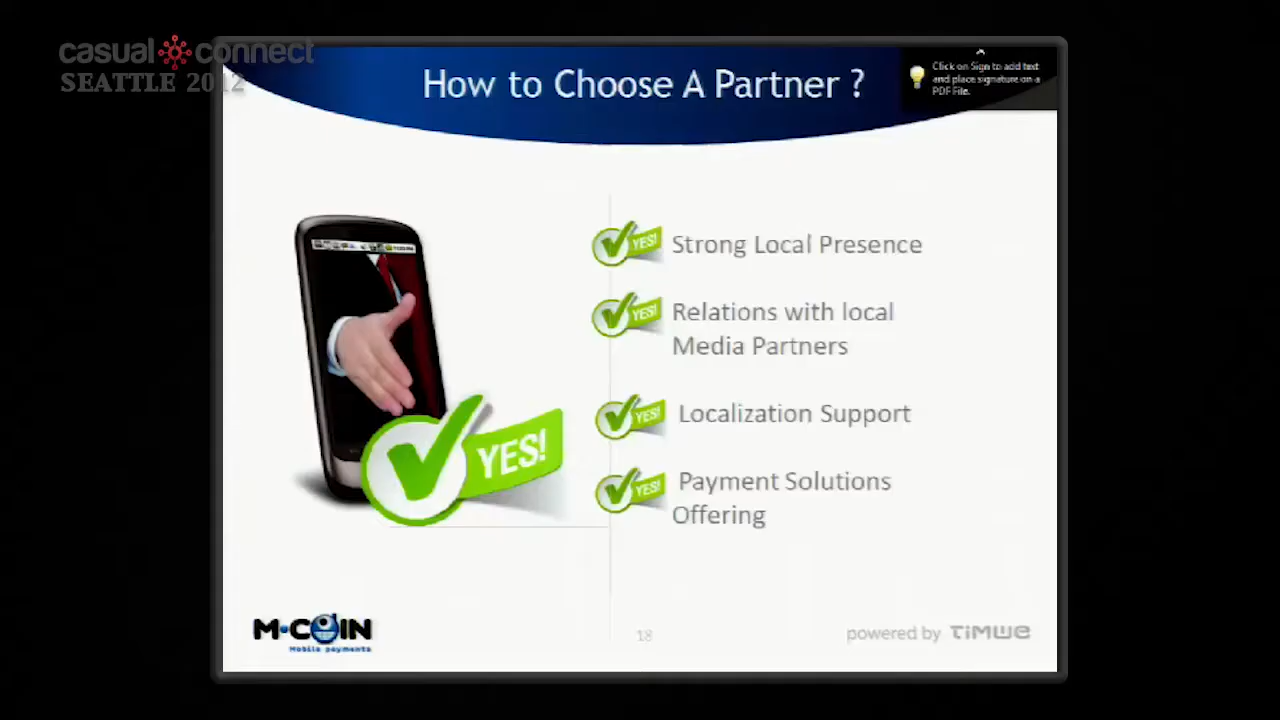 casual connect
SEATTLE 2012
How to Choose A Partner ?
Click on Sign to add text
and place signature on a
PDF File.
YES! Strong Local Presence
YES! Relations with local
Media Partners
YES! Localization Support
YES! Payment Solutions
Offering
YES!
M·COIN
Mobile payments
18
powered by TIMWE